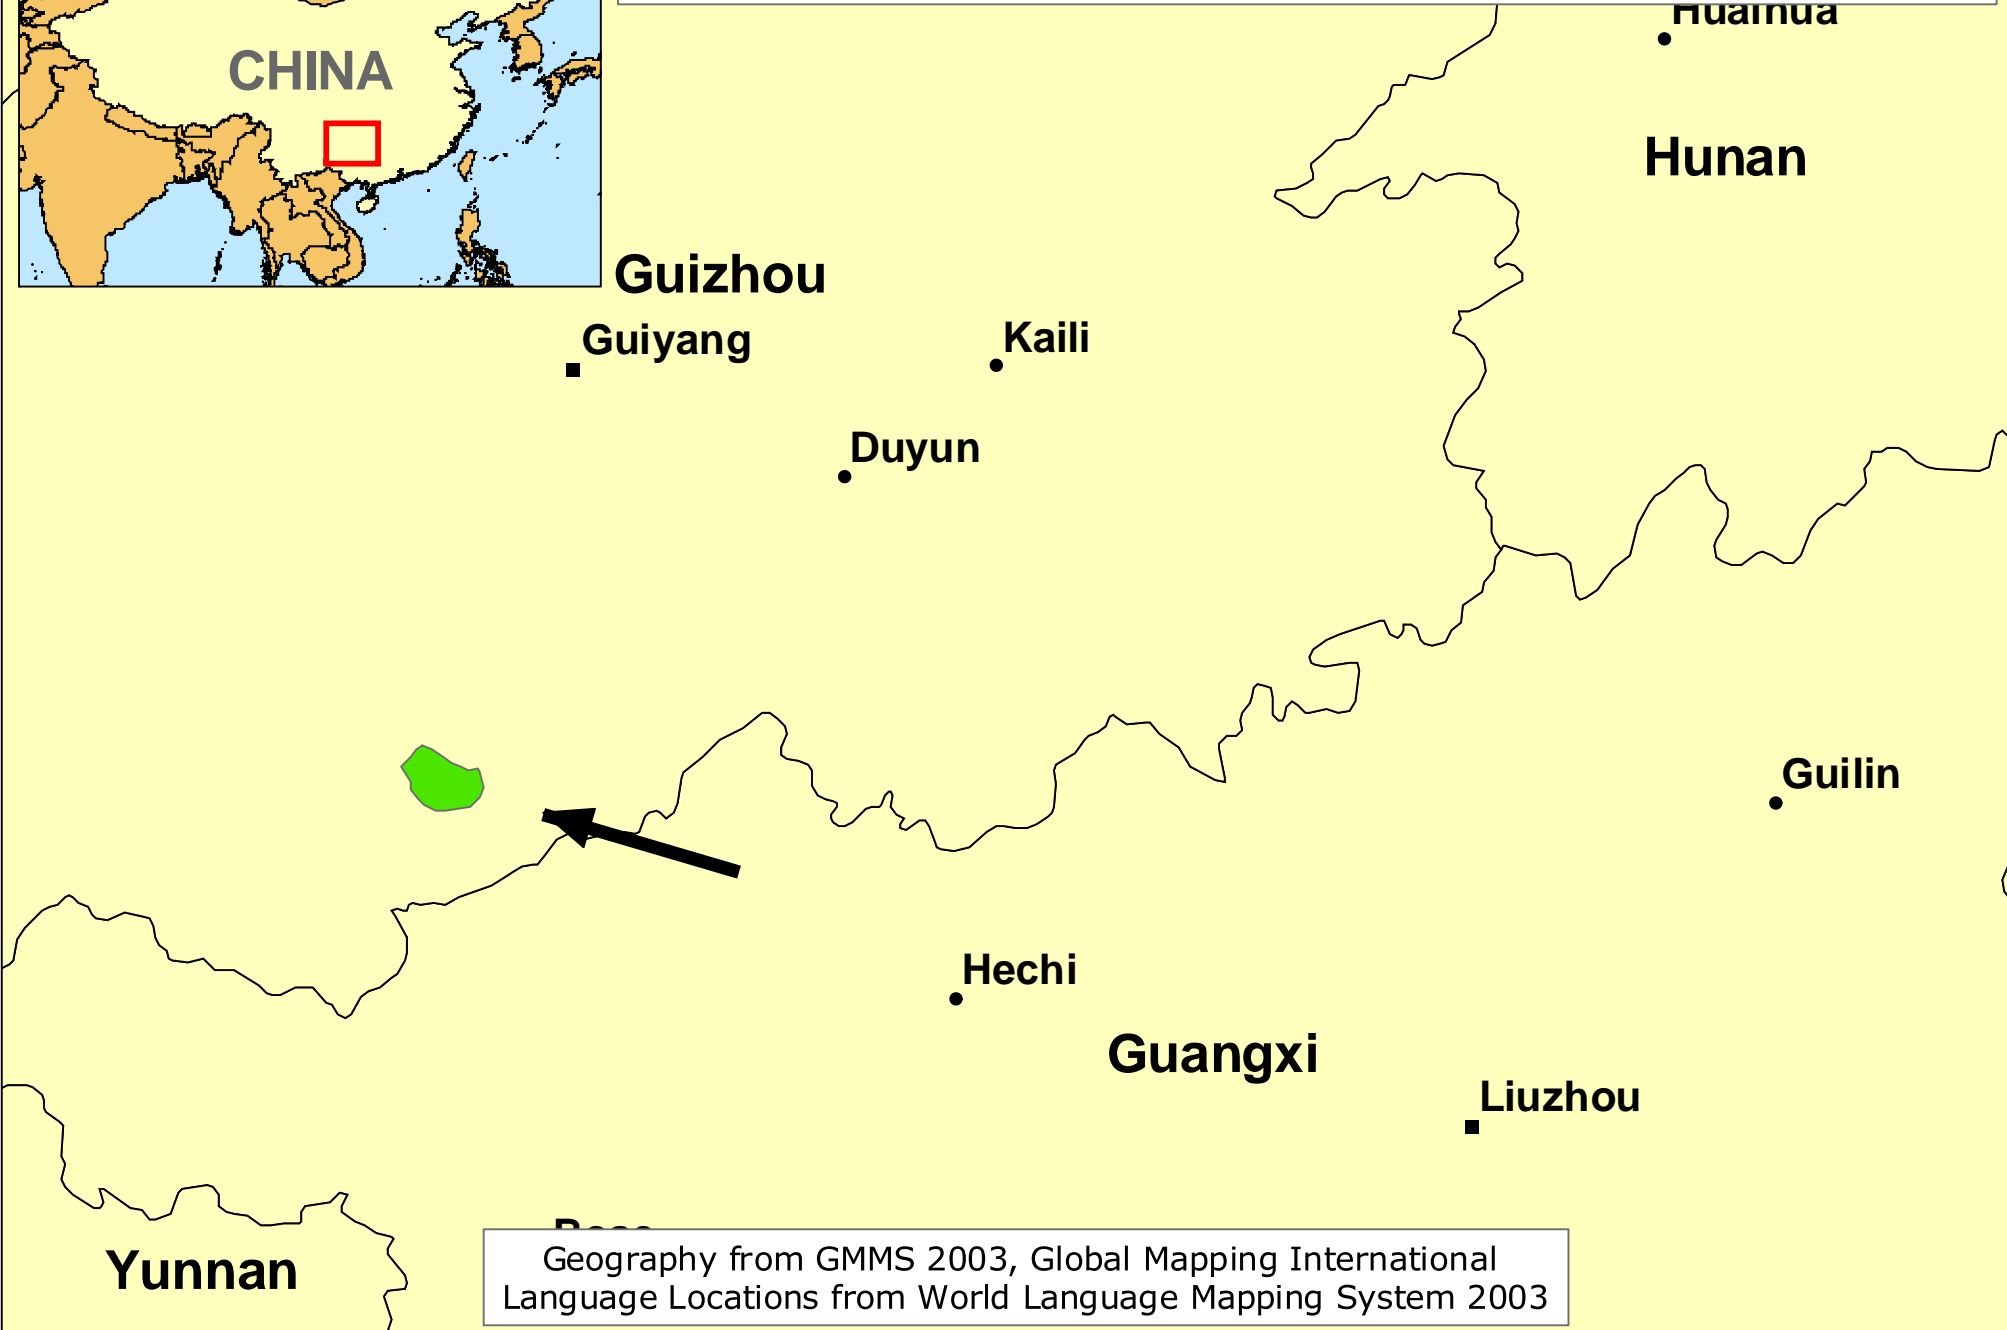 CHINA
Huaihua
Hunan
Guizhou
Guiyang
Kaili
Duyun
Guilin
Hechi
Guangxi
Liuzhou
Yunnan
Geography from GMMS 2003, Global Mapping International
Language Locations from World Language Mapping System 2003